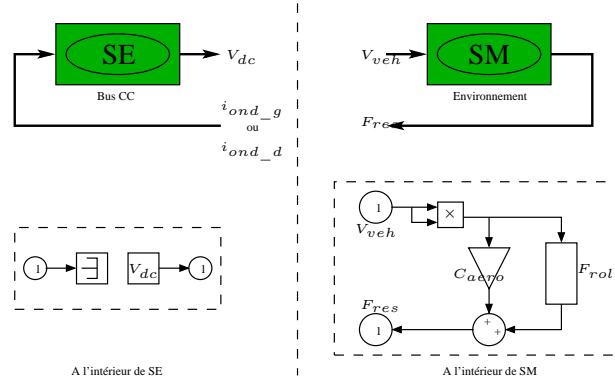 SE
V_dc
Bus CC
i_ond_g
ou
i_ond_d
1
V_dc
1
A l'intérieur de SE
V_veh
SM
Environnement
F_res
1
V_veh
×
C_aero
F_rol
F_res
1
+
+
A l'intérieur de SM